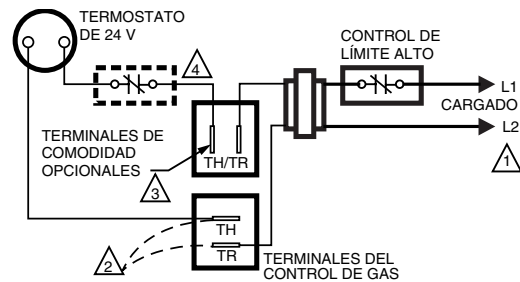 TERMOSTATO
DE 24 V
CONTROL DE
LÍMITE ALTO
4
L1
CARGADO
L2
TERMINALES DE
COMODIDAD
OPCIONALES
TH/TR
1
3
TH
TR
2
TERMINALES DEL
CONTROL DE GAS